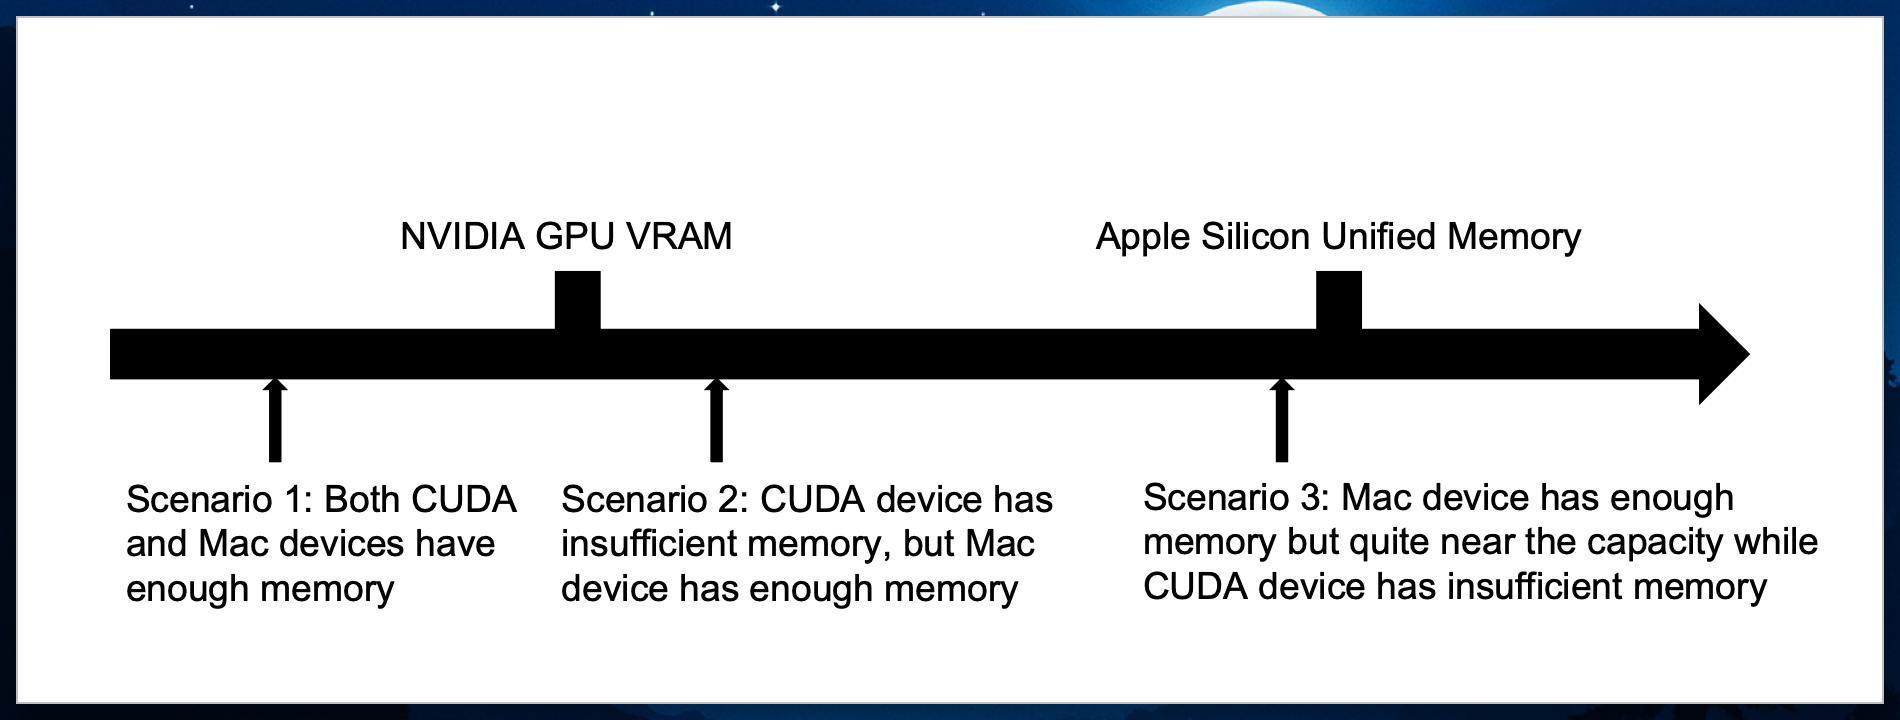 NVIDIA GPU VRAM
Apple Silicon Unified Memory
Scenario 1: Both CUDA
and Mac devices have
enough memory
Scenario 2: CUDA device has
insufficient memory, but Mac
device has enough memory
Scenario 3: Mac device has enough
memory but quite near the capacity while
CUDA device has insufficient memory